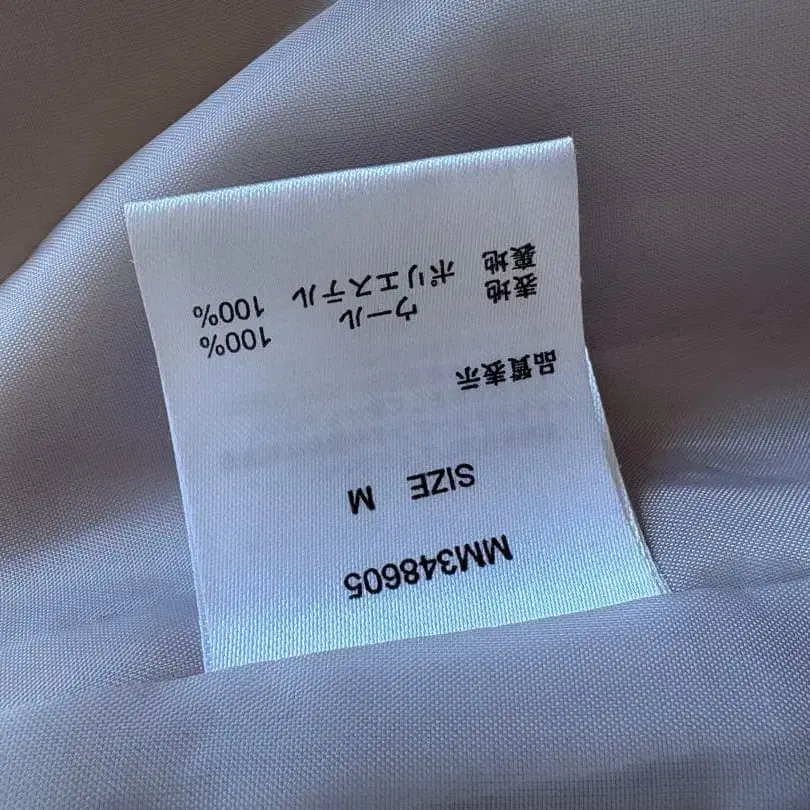 MM348605
SIZE M
品質表示
表地 ウール 100%
裏地 ポリエステル 100%